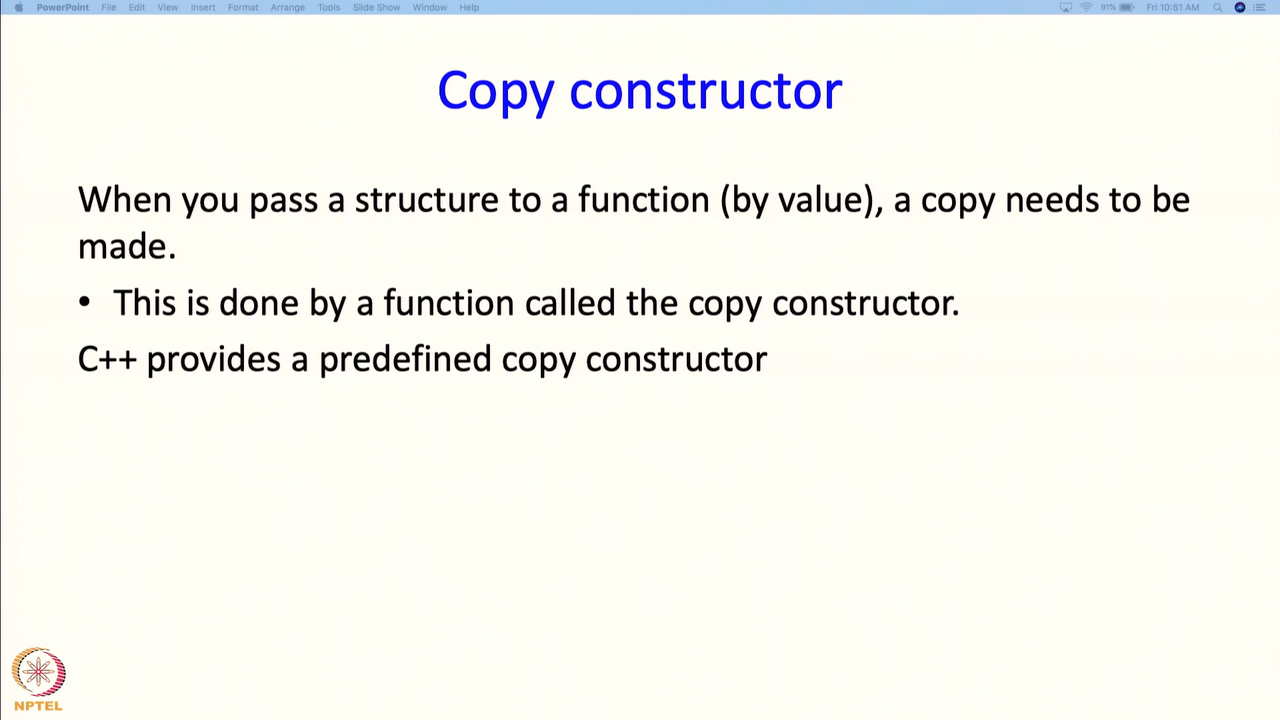 PowerPoint File Edit View Insert Format Arrange Tools Slide Show Window Help 91% Fri 10:51 AM
Copy constructor
When you pass a structure to a function (by value), a copy needs to be
made.
• This is done by a function called the copy constructor.
C++ provides a predefined copy constructor
NPTEL